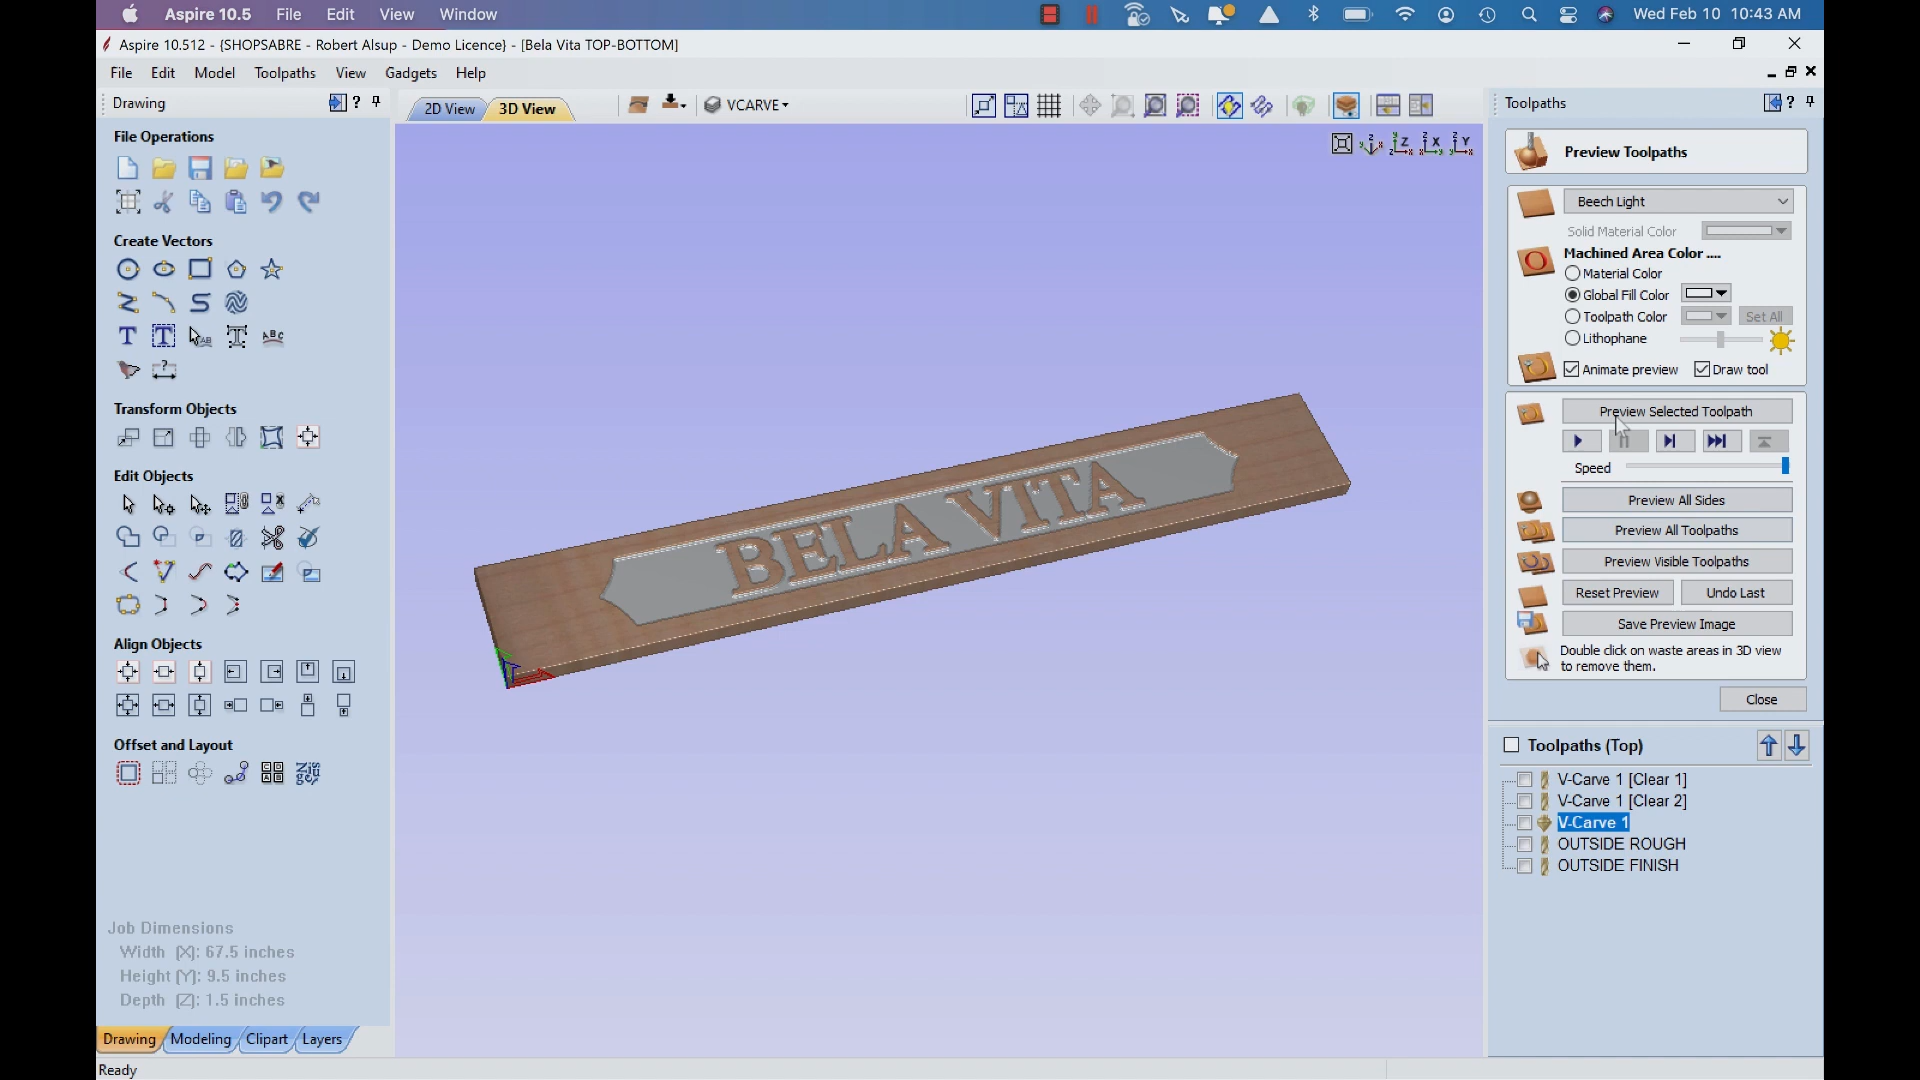 Aspire 10.5 File Edit View Window Wed Feb 10 10:43 AM
Aspire 10.512 - {SHOPSABRE - Robert Alsup - Demo Licence} - [Bela Vita TOP-BOTTOM]
File Edit Model Toolpaths View Gadgets Help
Drawing
2D View 3D View VCARVE
Toolpaths
File Operations
Create Vectors
Transform Objects
Edit Objects
Align Objects
Offset and Layout
Job Dimensions
Width (X): 67.5 inches
Height (Y): 9.5 inches
Depth (Z): 1.5 inches
Drawing Modeling Clipart Layers
Ready
BELA VITA
Preview Toolpaths
Beech Light
Solid Material Color
Machined Area Color ....
Material Color
Global Fill Color
Toolpath Color Set All
Lithophane
Animate preview Draw tool
Preview Selected Toolpath
Speed
Preview All Sides
Preview All Toolpaths
Preview Visible Toolpaths
Reset Preview Undo Last
Save Preview Image
Double click on waste areas in 3D view
to remove them.
Close
Toolpaths (Top)
V-Carve 1 [Clear 1]
V-Carve 1 [Clear 2]
V-Carve 1
OUTSIDE ROUGH
OUTSIDE FINISH